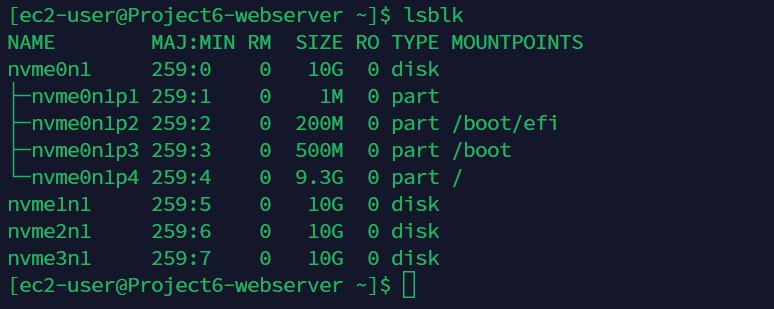 [ec2-user@Project6-webserver ~]$ lsblk
NAME        MAJ:MIN RM  SIZE RO TYPE MOUNTPOINTS
nvme0n1     259:0    0   10G  0 disk
├─nvme0n1p1 259:1    0    1M  0 part
├─nvme0n1p2 259:2    0  200M  0 part /boot/efi
├─nvme0n1p3 259:3    0  500M  0 part /boot
└─nvme0n1p4 259:4    0  9.3G  0 part /
nvme1n1     259:5    0   10G  0 disk
nvme2n1     259:6    0   10G  0 disk
nvme3n1     259:7    0   10G  0 disk
[ec2-user@Project6-webserver ~]$